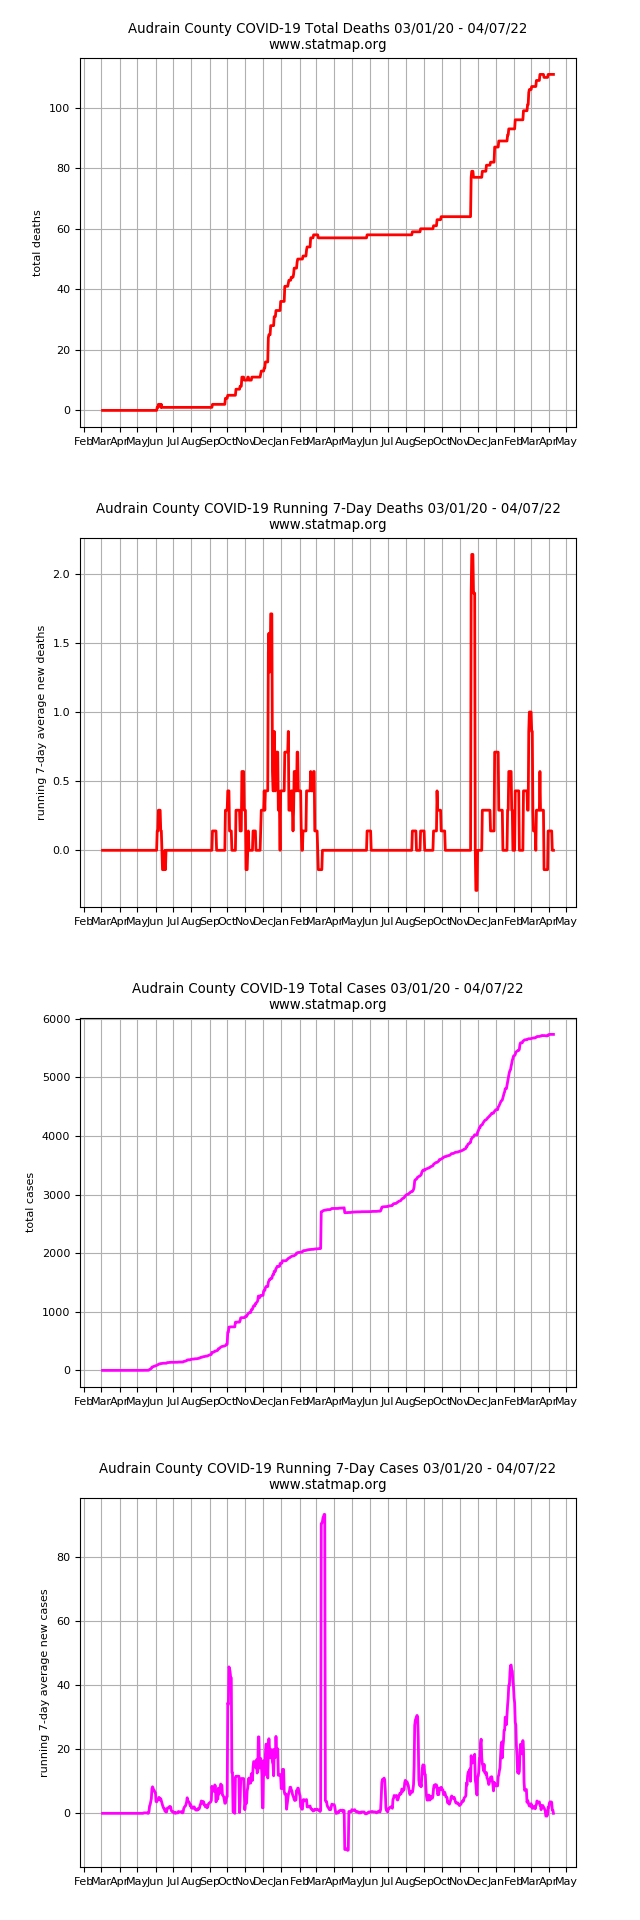 Audrain County COVID-19 Total Deaths 03/01/20 - 04/07/22
www.statmap.org
100
80
60
40
20
0
total deaths
Feb Mar Apr May Jun Jul Aug Sep Oct Nov Dec Jan Feb Mar Apr May Jun Jul Aug Sep Oct Nov Dec Jan Feb Mar Apr May
Audrain County COVID-19 Running 7-Day Deaths 03/01/20 - 04/07/22
www.statmap.org
2.0
1.5
1.0
0.5
0.0
running 7-day average new deaths
Feb Mar Apr May Jun Jul Aug Sep Oct Nov Dec Jan Feb Mar Apr May Jun Jul Aug Sep Oct Nov Dec Jan Feb Mar Apr May
Audrain County COVID-19 Total Cases 03/01/20 - 04/07/22
www.statmap.org
6000
5000
4000
3000
2000
1000
0
total cases
Feb Mar Apr May Jun Jul Aug Sep Oct Nov Dec Jan Feb Mar Apr May Jun Jul Aug Sep Oct Nov Dec Jan Feb Mar Apr May
Audrain County COVID-19 Running 7-Day Cases 03/01/20 - 04/07/22
www.statmap.org
80
60
40
20
0
running 7-day average new cases
Feb Mar Apr May Jun Jul Aug Sep Oct Nov Dec Jan Feb Mar Apr May Jun Jul Aug Sep Oct Nov Dec Jan Feb Mar Apr May